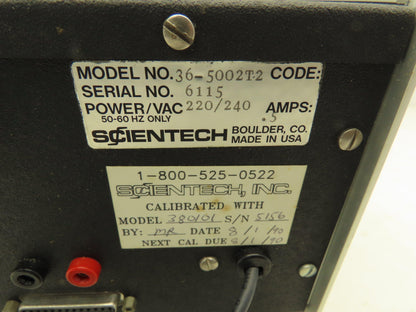 MODEL NO. 36-5002T2 CODE:
SERIAL NO. 6115
POWER/VAC 220/240 AMPS:
50-60 HZ ONLY .5
SCIENTECH BOULDER, CO.
MADE IN USA
1-800-525-0522
SCIENTECH, INC.
CALIBRATED WITH
MODEL 380101 S/N 5156
BY: MR DATE 8/1/90
NEXT CAL DUE 8/1/90